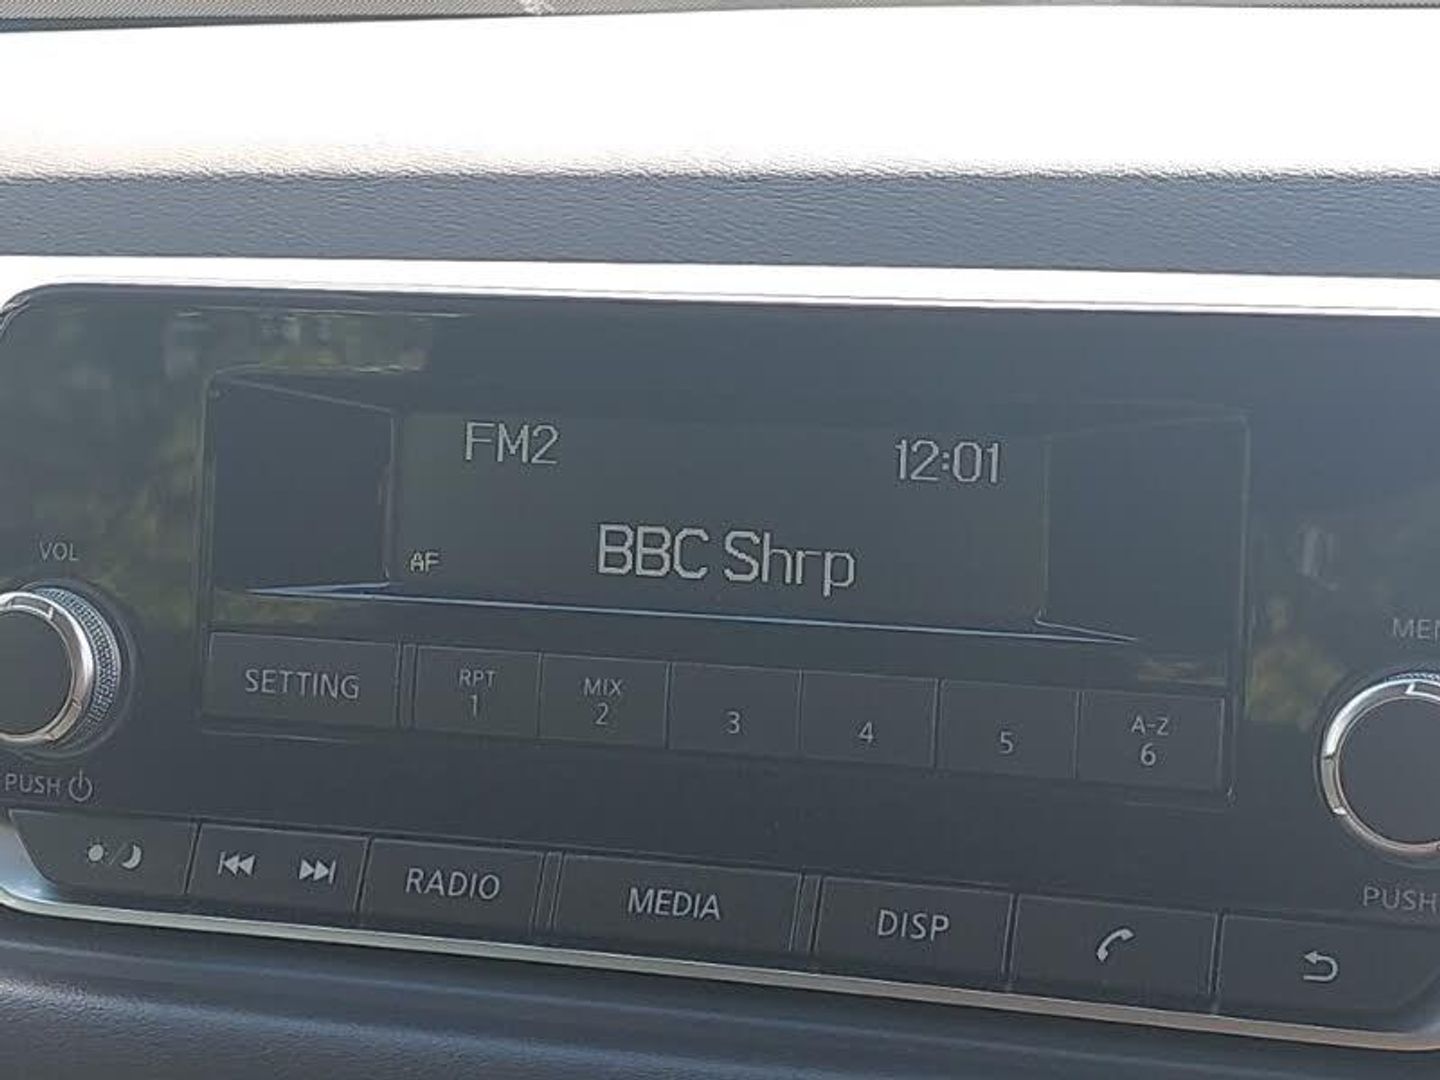 FM2 12:01
AF BBC Shrp
VOL
PUSH
MEN
PUSH
SETTING RPT 1 MIX 2 3 4 5 A-Z 6
RADIO MEDIA DISP